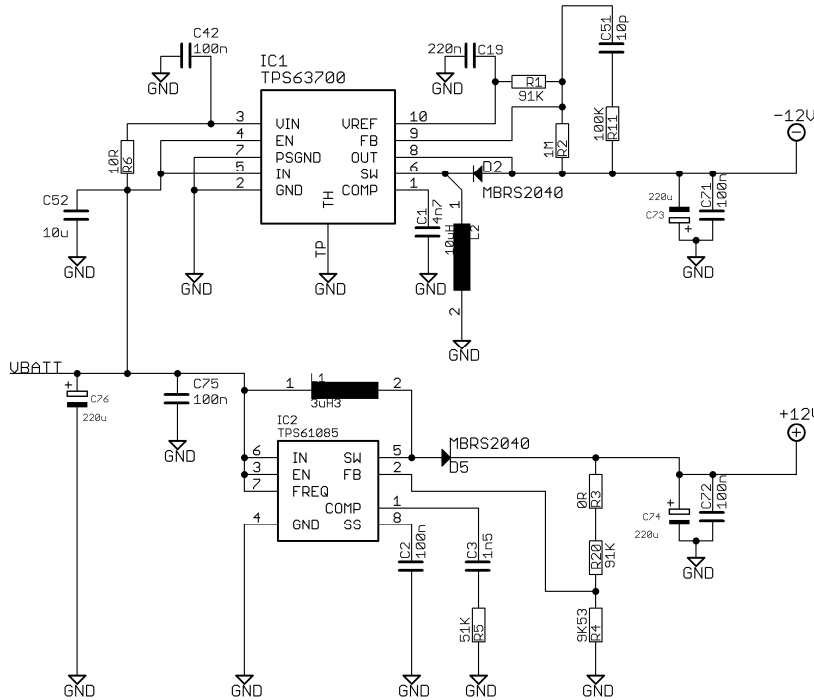 C42
100n
GND
IC1
TPS63700
220n
C19
GND
R1
91K
C51
10p
100K
R11
1M
R2
-12V
3
4
7
5
2
VIN
EN
PSGND
IN
GND
VREF
FB
OUT
SW
COMP
TH
10
9
8
6
1
TP
10R
R6
C52
10u
GND
GND
GND
C1
4n7
GND
D2
MBRS2040
1
10uH
L2
2
GND
220u
C73
+
C71
100n
GND
VBATT
+
C76
220u
C75
100n
GND
1
L1
2
3uH3
IC2
TPS61085
6
3
7
4
IN
EN
FREQ
GND
SW
FB
COMP
SS
5
2
1
8
MBRS2040
D5
+12V
0R
R3
R20
91K
9K53
R4
+
C74
220u
C72
100n
GND
C2
100n
C3
1n5
51K
R5
GND
GND
GND
GND
GND